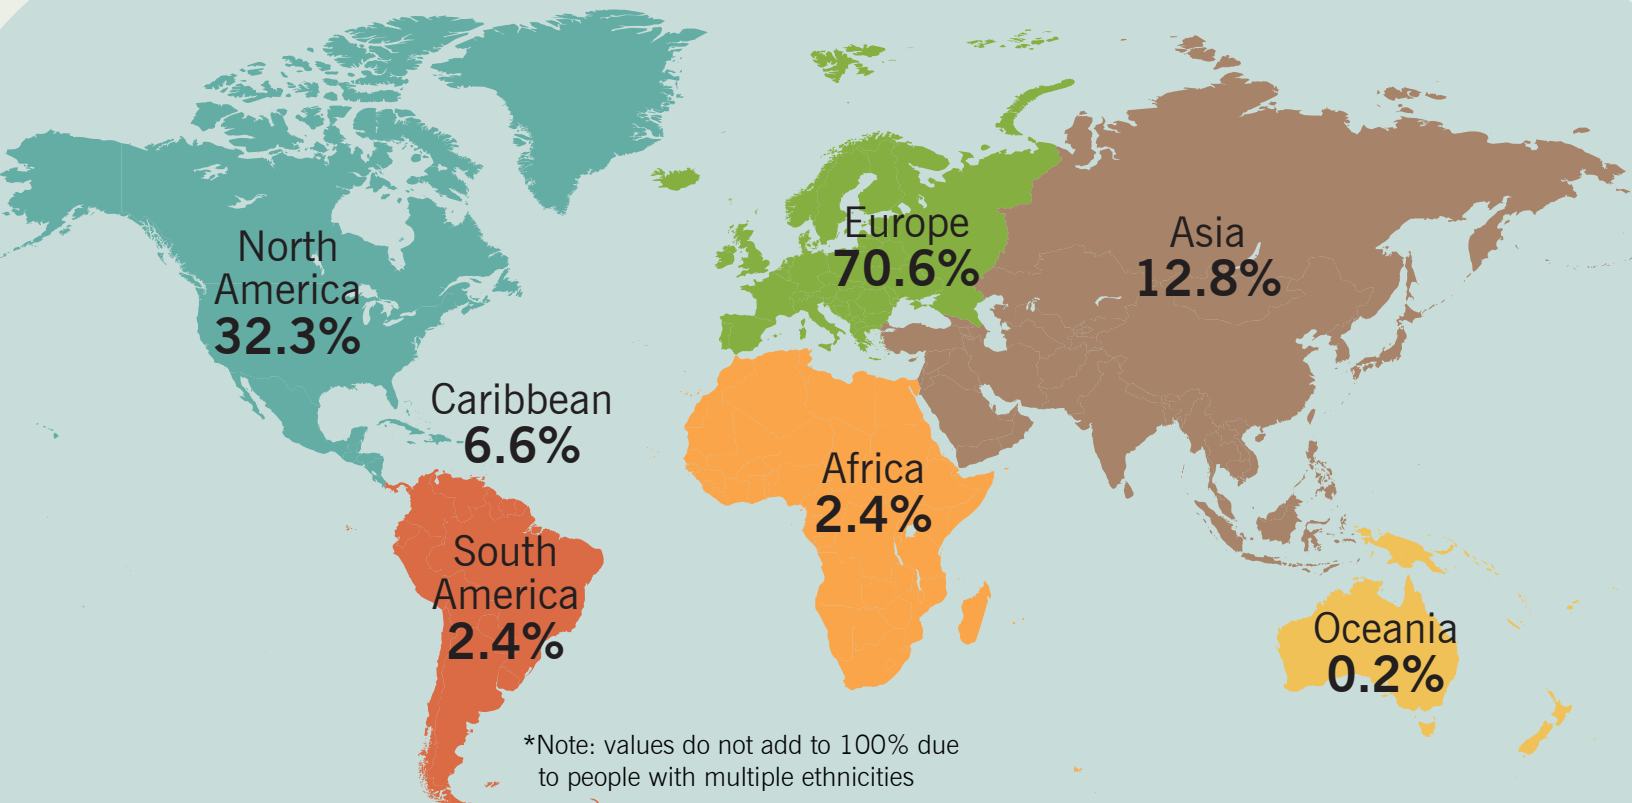 North
America
32.3%
Caribbean
6.6%
South
America
2.4%
Europe
70.6%
Africa
2.4%
Asia
12.8%
Oceania
0.2%
*Note: values do not add to 100% due
to people with multiple ethnicities